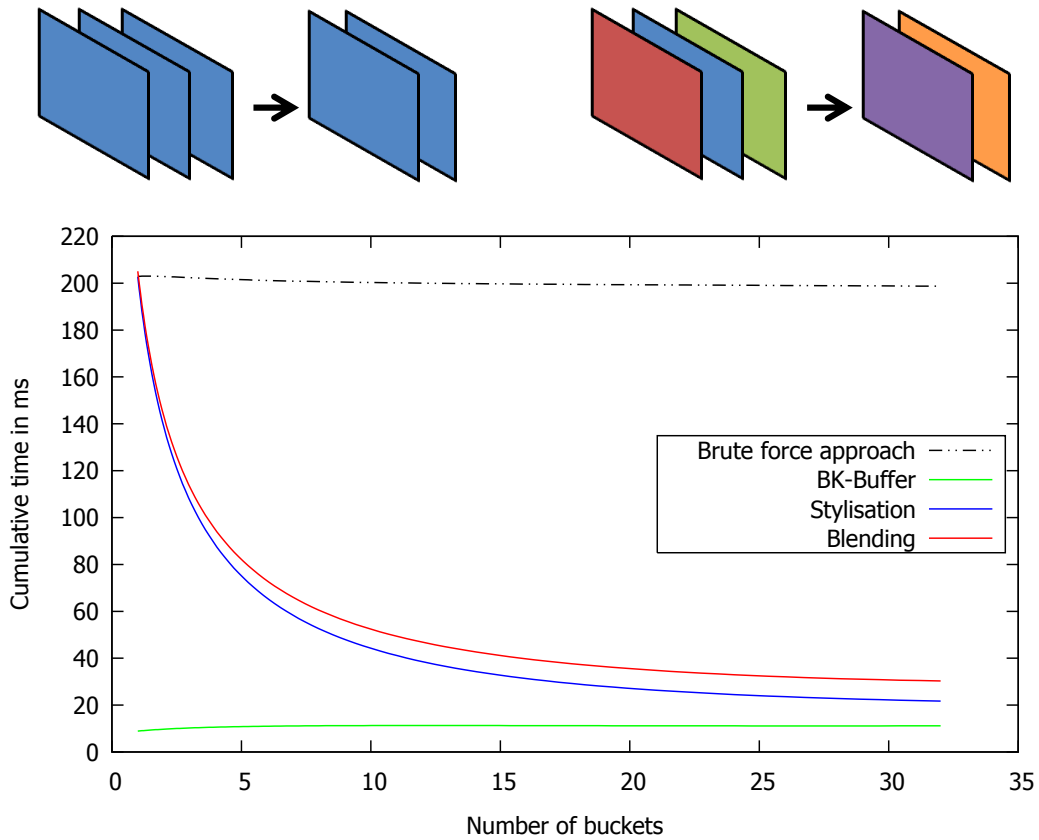 220
200
180
160
140
120
100
80
60
40
20
0
Cumulative time in ms
Brute force approach
BK-Buffer
Stylisation
Blending
0 5 10 15 20 25 30 35
Number of buckets